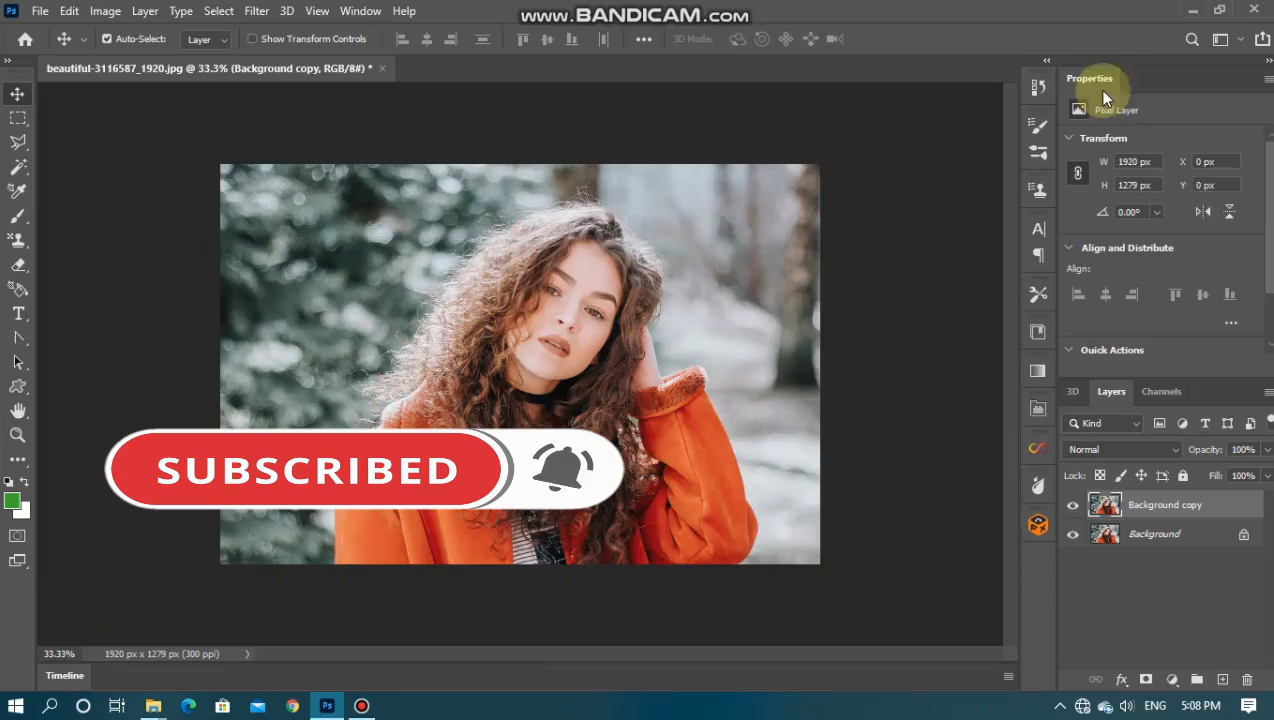 Ps File Edit Image Layer Type Select Filter 3D View Window Help
www.BANDICAM.com
Auto-Select: Layer Show Transform Controls 3D Mode:
beautiful-3116587_1920.jpg @ 33.3% (Background copy, RGB/8#) *
Properties
Pixel Layer
Transform
W 1920 px X 0 px
H 1279 px Y 0 px
0.00°
Align and Distribute
Align:
Quick Actions
3D Layers Channels
Kind
Normal Opacity: 100%
Lock: Fill: 100%
Background copy
Background
SUBSCRIBED
33.33% 1920 px x 1279 px (300 ppi)
Timeline
Ps ENG 5:08 PM